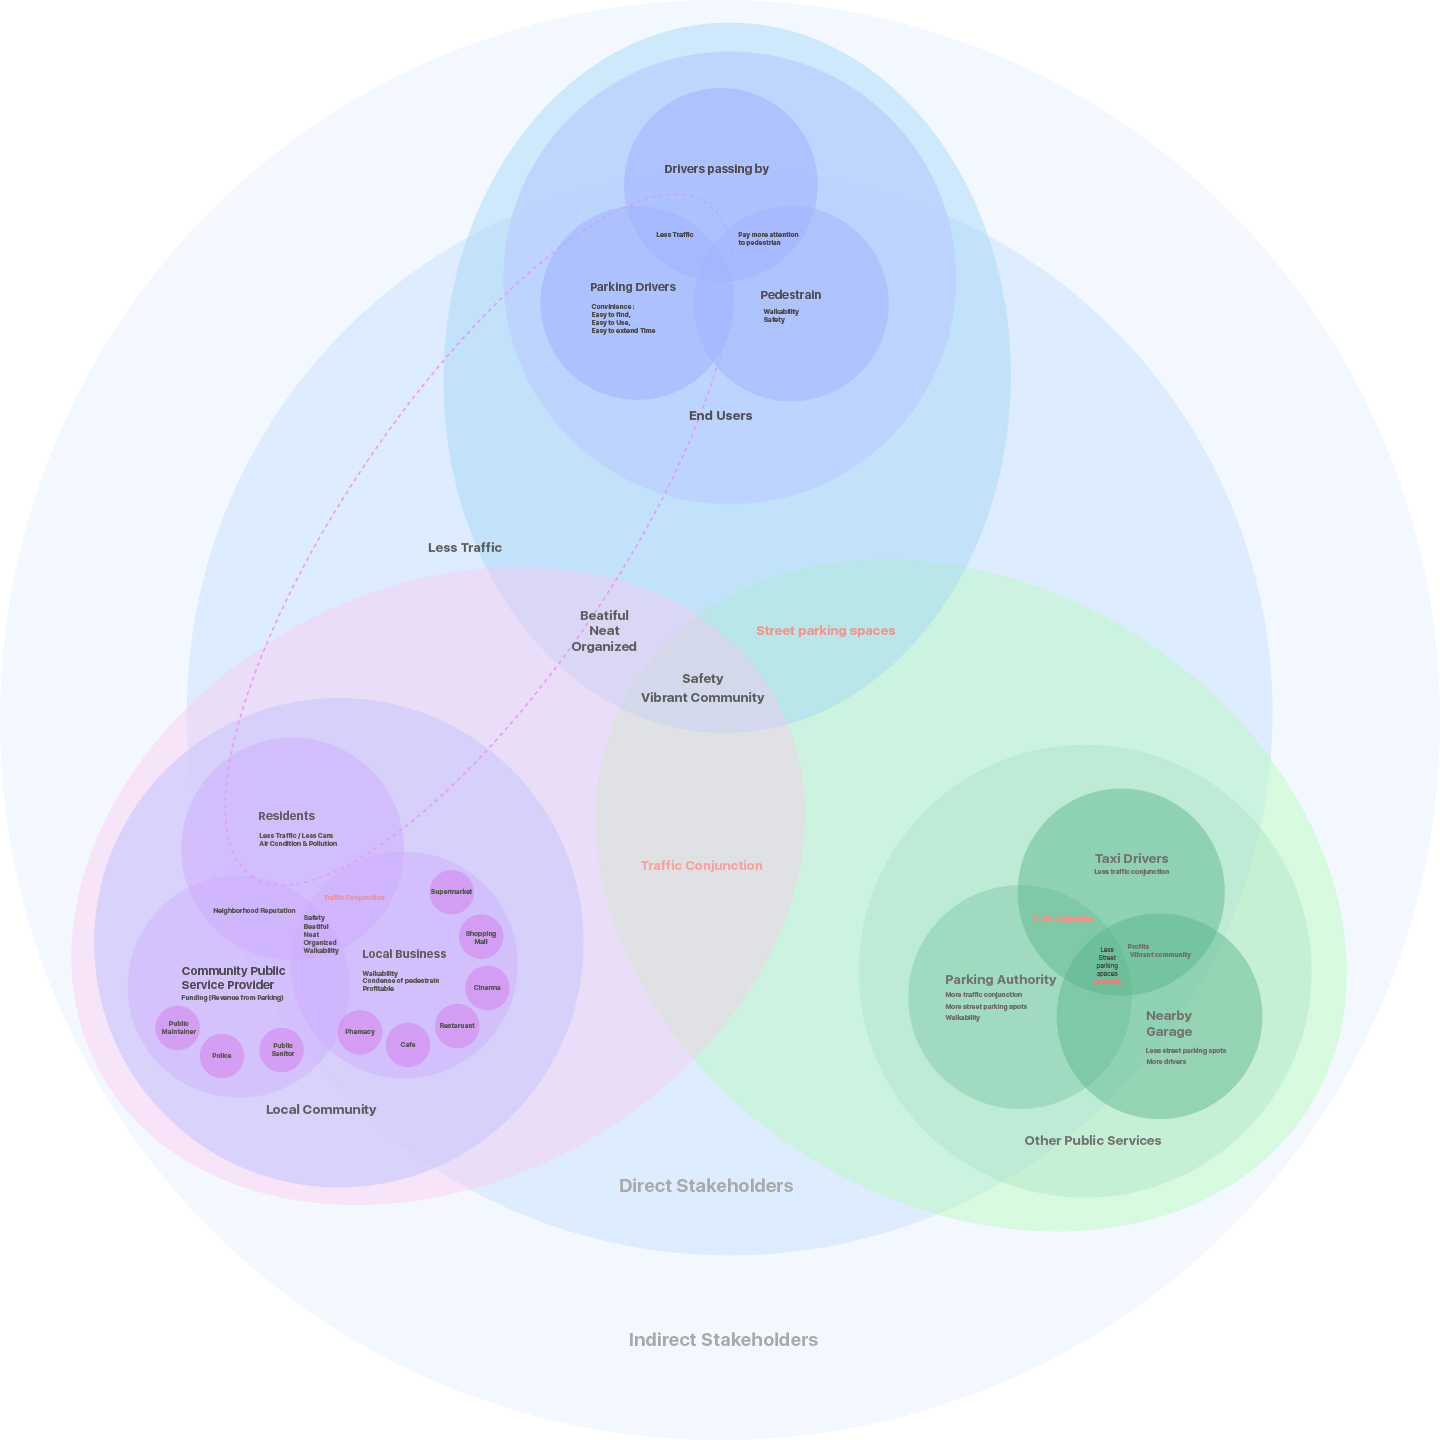 Drivers passing by
Less Traffic
Pay more attention
to pedestrian
Parking Drivers
Convinience :
Easy to find,
Easy to Use,
Easy to extend Time
Pedestrain
Walkability
Safety
End Users
Less Traffic
Beatiful
Neat
Organized
Street parking spaces
Safety
Vibrant Community
Traffic Conjunction
Residents
Less Traffic / Less Cars
Air Condition & Pollution
Traffic Conjunction
Neighborhood Reputation
Safety
Beatiful
Neat
Organized
Walkability
Local Business
Walkability
Condense of pedestrain
Profitable
Supermarket
Shopping
Mall
Cinema
Restaruant
Cafe
Phamacy
Community Public
Service Provider
Funding (Revenue from Parking)
Public
Maintainer
Police
Public
Sanitor
Local Community
Taxi Drivers
Less traffic conjunction
Traffic Conjunction
Less
Street
parking
spaces
Profits
Vibrant community
Parking Authority
More traffic conjunction
More street parking spots
Walkability
Nearby
Garage
Less street parking spots
More drivers
Other Public Services
Direct Stakeholders
Indirect Stakeholders